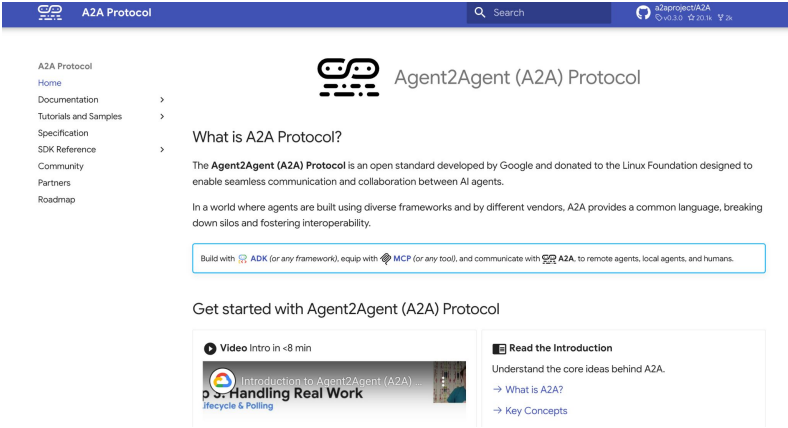 A2A Protocol
Search
a2aproject/A2A
v0.3.0 20.1k 2k
A2A Protocol
Home
Documentation
Tutorials and Samples
Specification
SDK Reference
Community
Partners
Roadmap
Agent2Agent (A2A) Protocol
What is A2A Protocol?
The Agent2Agent (A2A) Protocol is an open standard developed by Google and donated to the Linux Foundation designed to
enable seamless communication and collaboration between AI agents.
In a world where agents are built using diverse frameworks and by different vendors, A2A provides a common language, breaking
down silos and fostering interoperability.
Build with ADK (or any framework), equip with MCP (or any tool), and communicate with A2A, to remote agents, local agents, and humans.
Get started with Agent2Agent (A2A) Protocol
Video Intro in <8 min
Introduction to Agent2Agent (A2A) ...
p 3: Handling Real Work
ifecycle & Polling
Read the Introduction
Understand the core ideas behind A2A.
→ What is A2A?
→ Key Concepts